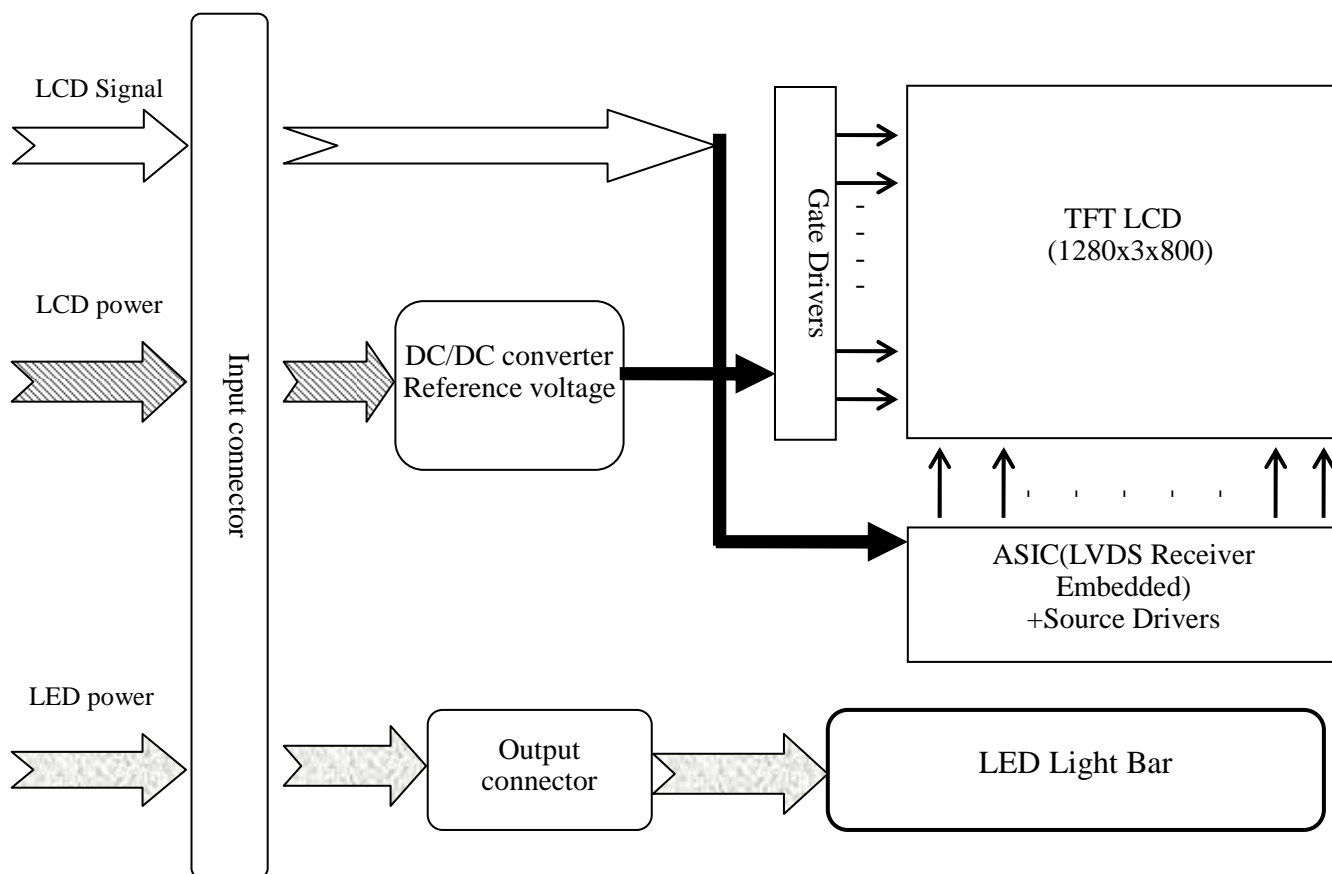 LCD Signal
LCD power
LED power
Input connector
DC/DC converter
Reference voltage
Gate Drivers
TFT LCD
(1280x3x800)
ASIC(LVDS Receiver
Embedded)
+Source Drivers
Output
connector
LED Light Bar